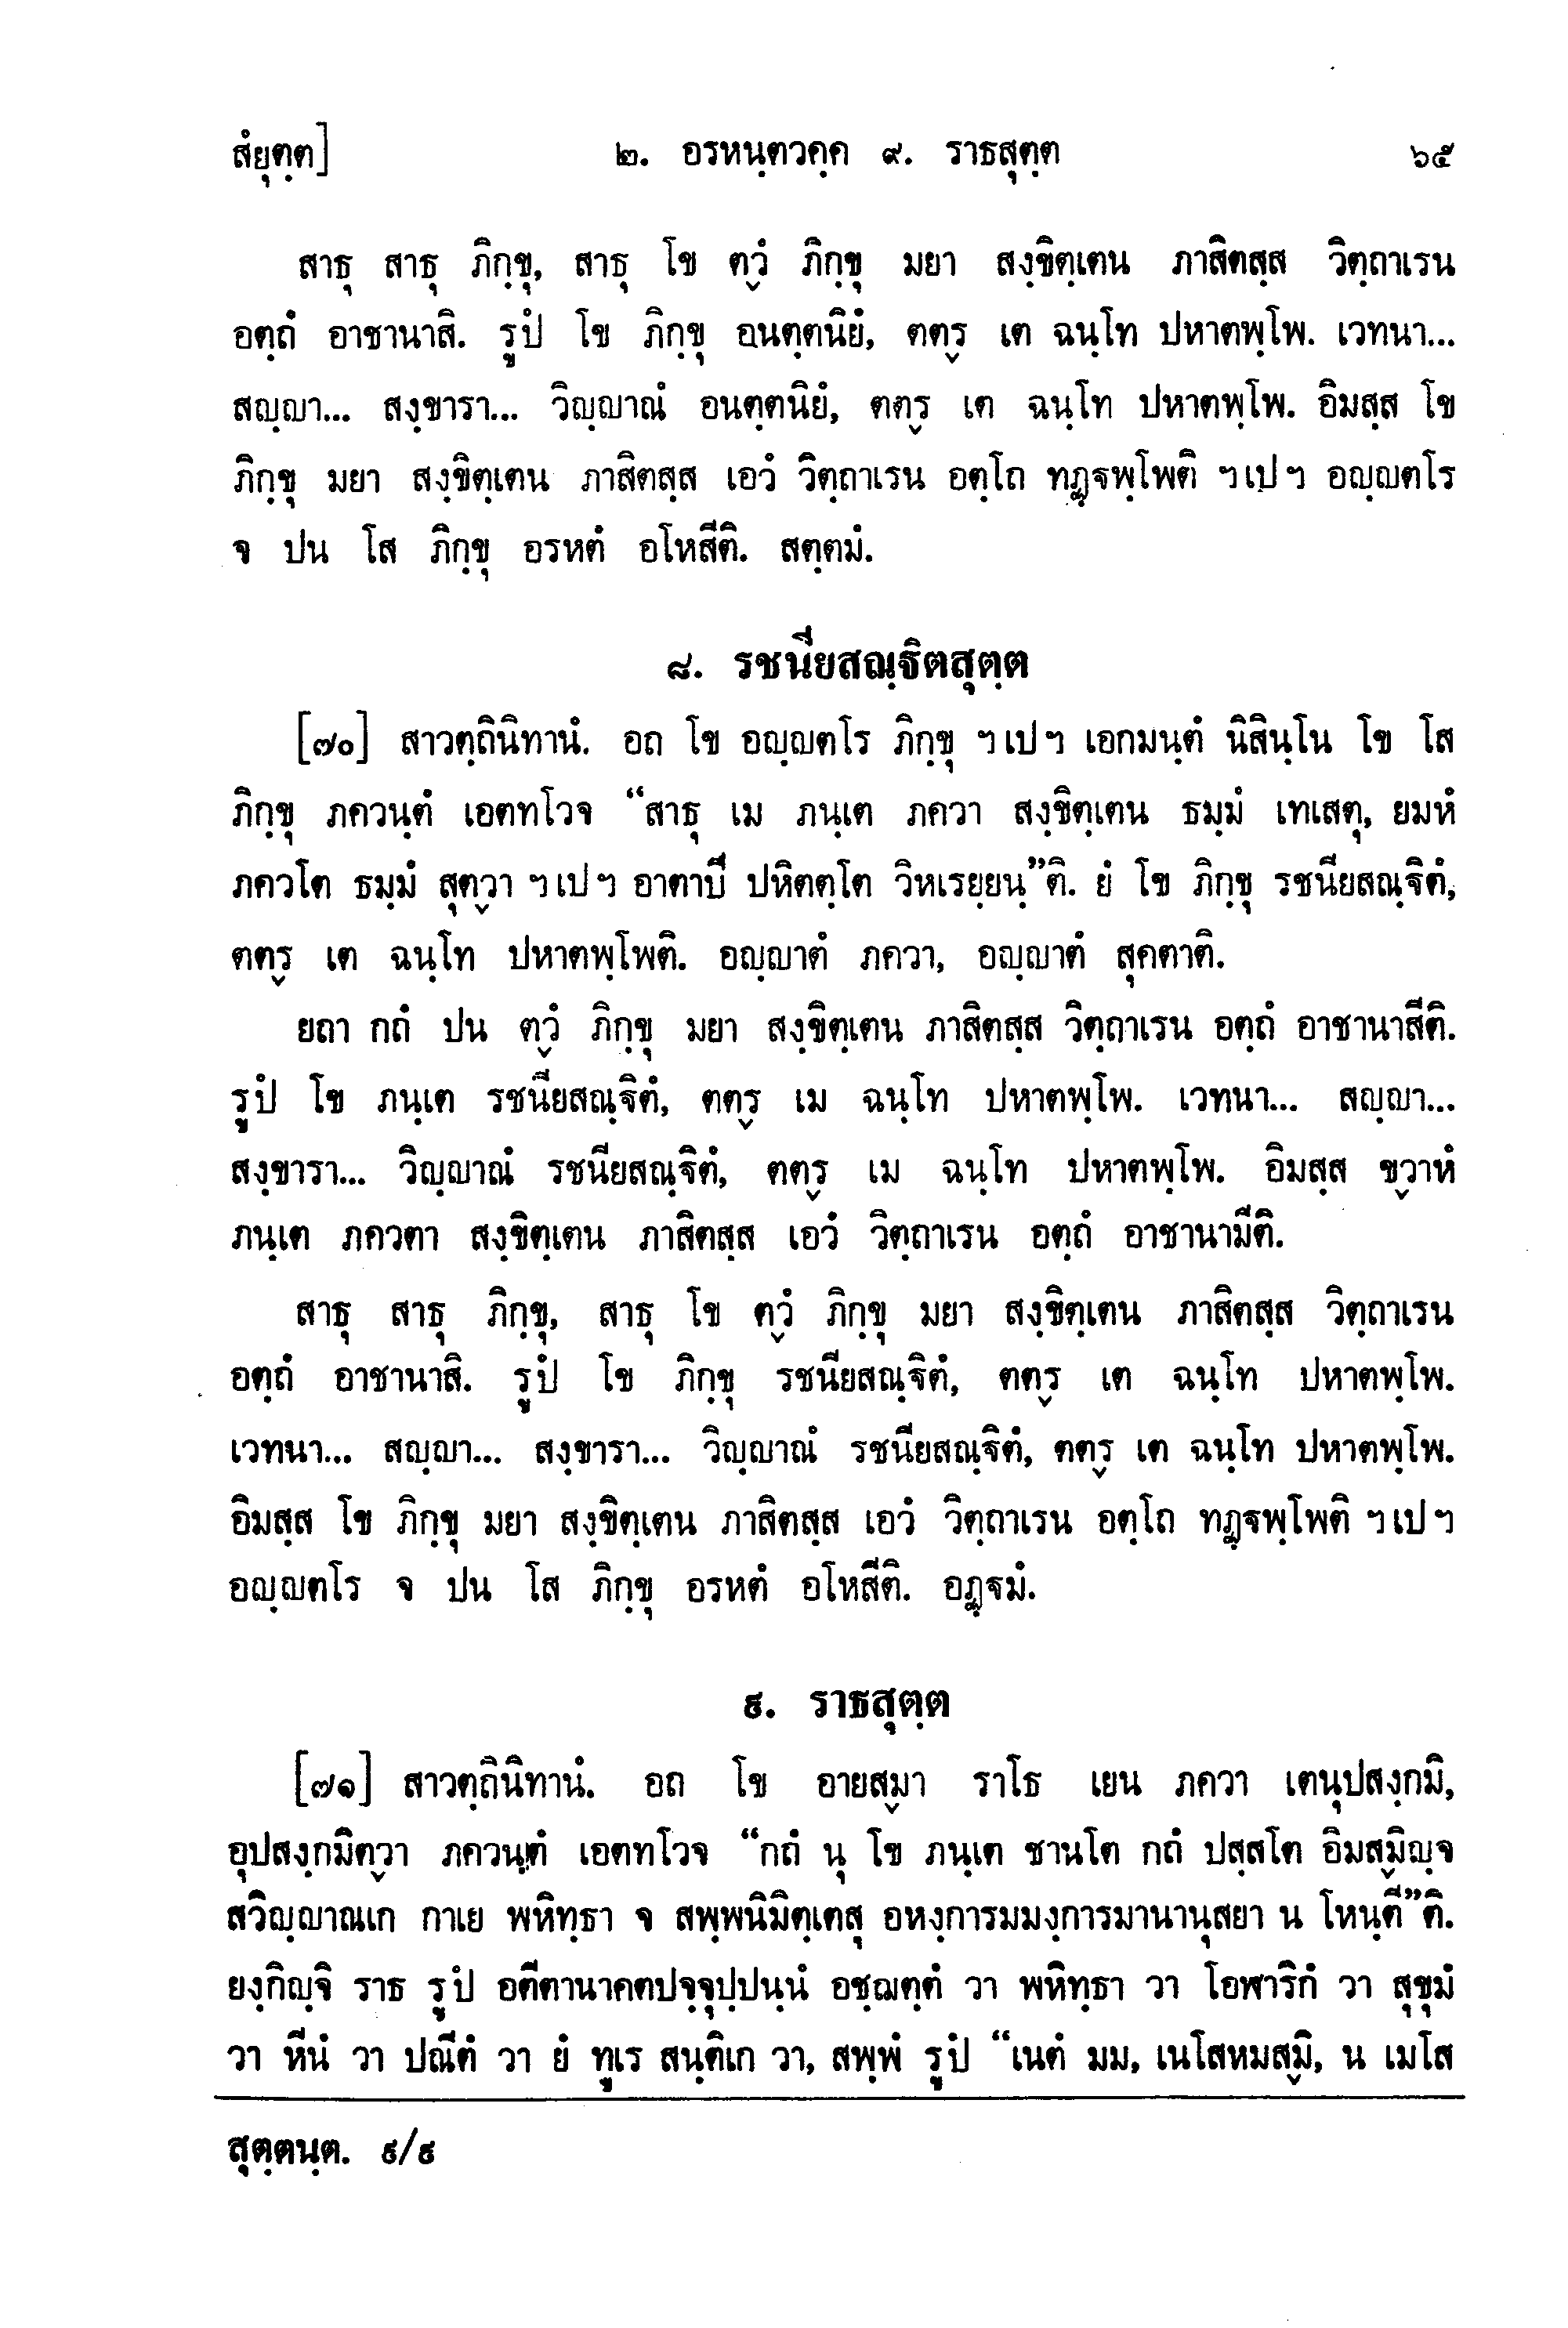 สํยุตฺต]	๒. อรหนฺตวคฺค ๙. ราธสุตฺต	๖๕
สาธุ สาธุ ภิกฺขุ, สาธุ โข ตฺวํ ภิกฺขุ มยา สงฺขิตฺเตน ภาสิตสฺส วิตฺถาเรน
อตฺถํ อาชานาสิ. รูปํ โข ภิกฺขุ อนตฺตนิยํ, ตตฺร เต ฉนฺโท ปหาตพฺโพ. เวทนา...
สญฺญา... สงฺขารา... วิญฺญาณํ อนตฺตนิยํ, ตตฺร เต ฉนฺโท ปหาตพฺโพ. อิมสฺส โข
ภิกฺขุ มยา สงฺขิตฺเตน ภาสิตสฺส เอวํ วิตฺถาเรน อตฺโถ ทฏฺฐพฺโพติ ฯเปฯ อญฺญตโร
จ ปน โส ภิกฺขุ อรหตํ อโหสีติ. สตฺตมํ.
๘. รชนียสณฺฐิตสุตฺต
[๗๐] สาวตฺถินิทานํ. อถ โข อญฺญตโร ภิกฺขุ ฯเปฯ เอกมนฺตํ นิสินฺโน โข โส
ภิกฺขุ ภควนฺตํ เอตทโวจ “สาธุ เม ภนฺเต ภควา สงฺขิตฺเตน ธมฺมํ เทเสตุ, ยมหํ
ภควโต ธมฺมํ สุตฺวา ฯเปฯ อาตาปี ปหิตตฺโต วิหเรยฺยนฺ”ติ. ยํ โข ภิกฺขุ รชนียสณฺฐิตํ,
ตตฺร เต ฉนฺโท ปหาตพฺโพติ. อญฺญาตํ ภควา, อญฺญาตํ สุคตาติ.
ยถา กถํ ปน ตฺวํ ภิกฺขุ มยา สงฺขิตฺเตน ภาสิตสฺส วิตฺถาเรน อตฺถํ อาชานาสีติ.
รูปํ โข ภนฺเต รชนียสณฺฐิตํ, ตตฺร เม ฉนฺโท ปหาตพฺโพ. เวทนา... สญฺญา...
สงฺขารา... วิญฺญาณํ รชนียสณฺฐิตํ, ตตฺร เม ฉนฺโท ปหาตพฺโพ. อิมสฺส ขฺวาหํ
ภนฺเต ภควตา สงฺขิตฺเตน ภาสิตสฺส เอวํ วิตฺถาเรน อตฺถํ อาชานามีติ.
สาธุ สาธุ ภิกฺขุ, สาธุ โข ตฺวํ ภิกฺขุ มยา สงฺขิตฺเตน ภาสิตสฺส วิตฺถาเรน
อตฺถํ อาชานาสิ. รูปํ โข ภิกฺขุ รชนียสณฺฐิตํ, ตตฺร เต ฉนฺโท ปหาตพฺโพ.
เวทนา... สญฺญา... สงฺขารา... วิญฺญาณํ รชนียสณฺฐิตํ, ตตฺร เต ฉนฺโท ปหาตพฺโพ.
อิมสฺส โข ภิกฺขุ มยา สงฺขิตฺเตน ภาสิตสฺส เอวํ วิตฺถาเรน อตฺโถ ทฏฺฐพฺโพติ ฯเปฯ
อญฺญตโร จ ปน โส ภิกฺขุ อรหตํ อโหสีติ. อฏฺฐมํ.
๙. ราธสุตฺต
[๗๑] สาวตฺถินิทานํ. อถ โข อายสฺมา ราโธ เยน ภควา เตนุปสงฺกมิ,
อุปสงฺกมิตฺวา ภควนฺตํ เอตทโวจ “กถํ นุ โข ภนฺเต ชานโต กถํ ปสฺสโต อิมสฺมิญฺจ
สวิญฺญาณเก กาเย พหิทฺธา จ สพฺพนิมิตฺเตสุ อหงฺการมมงฺการมานานุสยา น โหนฺตี”ติ.
ยงฺกิญฺจิ ราธ รูปํ อตีตานาคตปจฺจุปฺปนฺนํ อชฺฌตฺตํ วา พหิทฺธา วา โอฬาริกํ วา สุขุมํ
วา หีนํ วา ปณีตํ วา ยํ ทูเร สนฺติเก วา, สพฺพํ รูปํ “เนตํ มม, เนโสหมสฺมิ, น เมโส
สุตฺตนฺต. ๙/๙